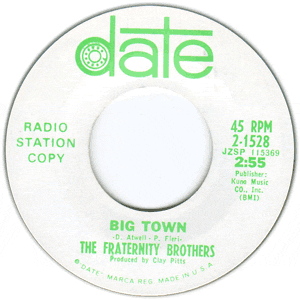 date
RADIO
STATION
COPY
45 RPM
2-1528
JZSP 115369
2:55
Publisher:
Kuno Music
CO., Inc.
(BMI)
BIG TOWN
-D. Atwell - P. Fier-
THE FRATERNITY BROTHERS
Produced by Clay Pitts
® "DATE" MARCA REG. MADE IN U.S.A.